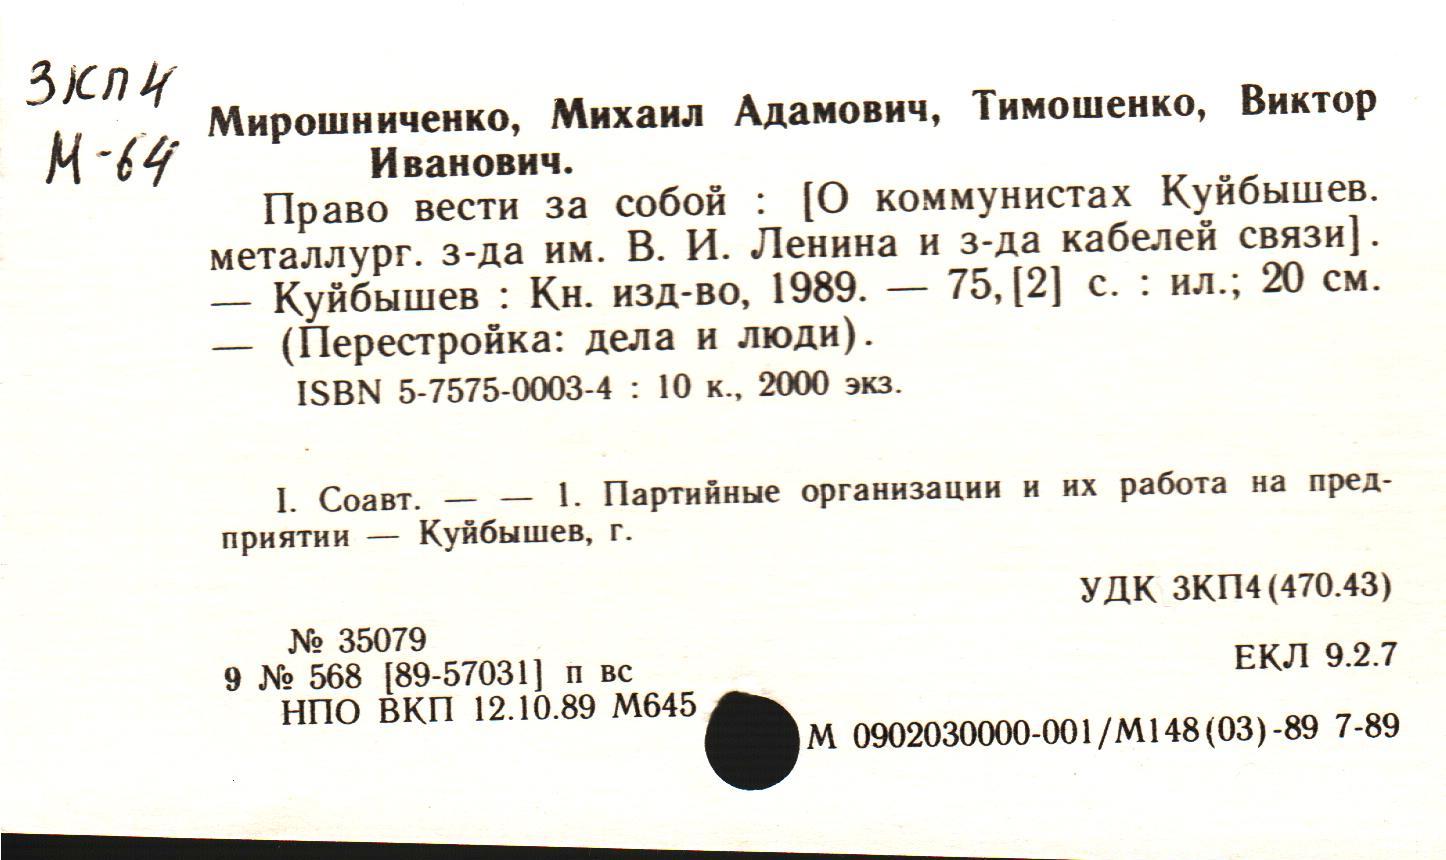 ЗКП4
М-64
Мирошниченко, Михаил Адамович, Тимошенко, Виктор
Иванович.
Право вести за собой : [О коммунистах Куйбышев.
металлург. з-да им. В. И. Ленина и з-да кабелей связи].
— Куйбышев : Кн. изд-во, 1989. — 75, [2] с. : ил.; 20 см.
— (Перестройка: дела и люди).
ISBN 5-7575-0003-4 : 10 к., 2000 экз.
I. Соавт. — — 1. Партийные организации и их работа на пред-
приятии — Куйбышев, г.
УДК ЗКП4(470.43)
№ 35079
ЕКЛ 9.2.7
9 № 568 [89-57031] п вс
НПО ВКП 12.10.89 М645
М 0902030000-001/М148(03)-89 7-89